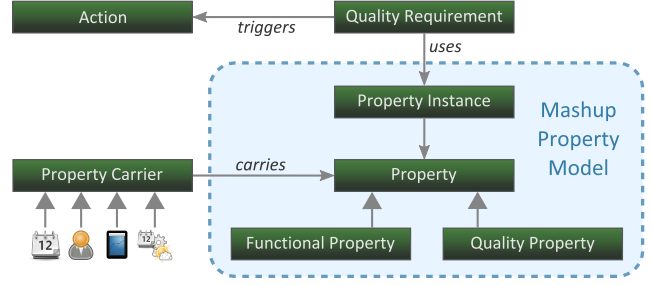 Action
triggers
Quality Requirement
uses
Property Instance
Mashup
Property
Model
Property Carrier
carries
Property
12
12
Functional Property
Quality Property